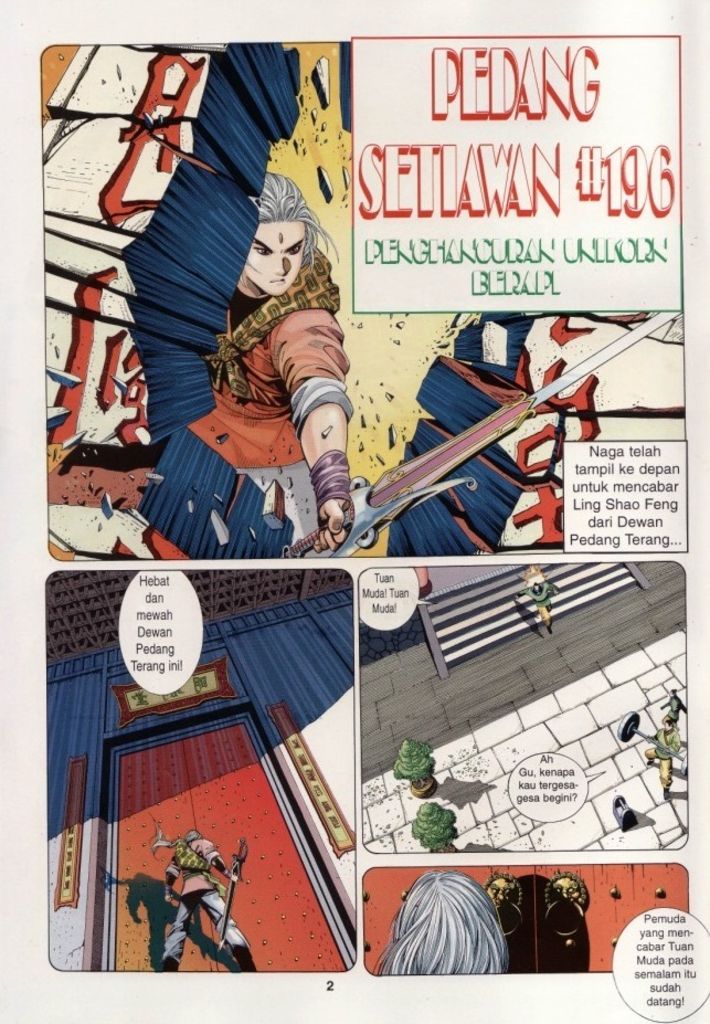 PEDANG
SETIAWAN #196
PENGHANCURAN UNIKORN
BERAPI
Naga telah
tampil ke depan
untuk mencabar
Ling Shao Feng
dari Dewan
Pedang Terang...
Hebat
dan
mewah
Dewan
Pedang
Terang ini!
Tuan
Muda! Tuan
Muda!
Ah
Gu, kenapa
kau tergesa-
gesa begini?
Pemuda
yang men-
cabar Tuan
Muda pada
semalam itu
sudah
datang!
2